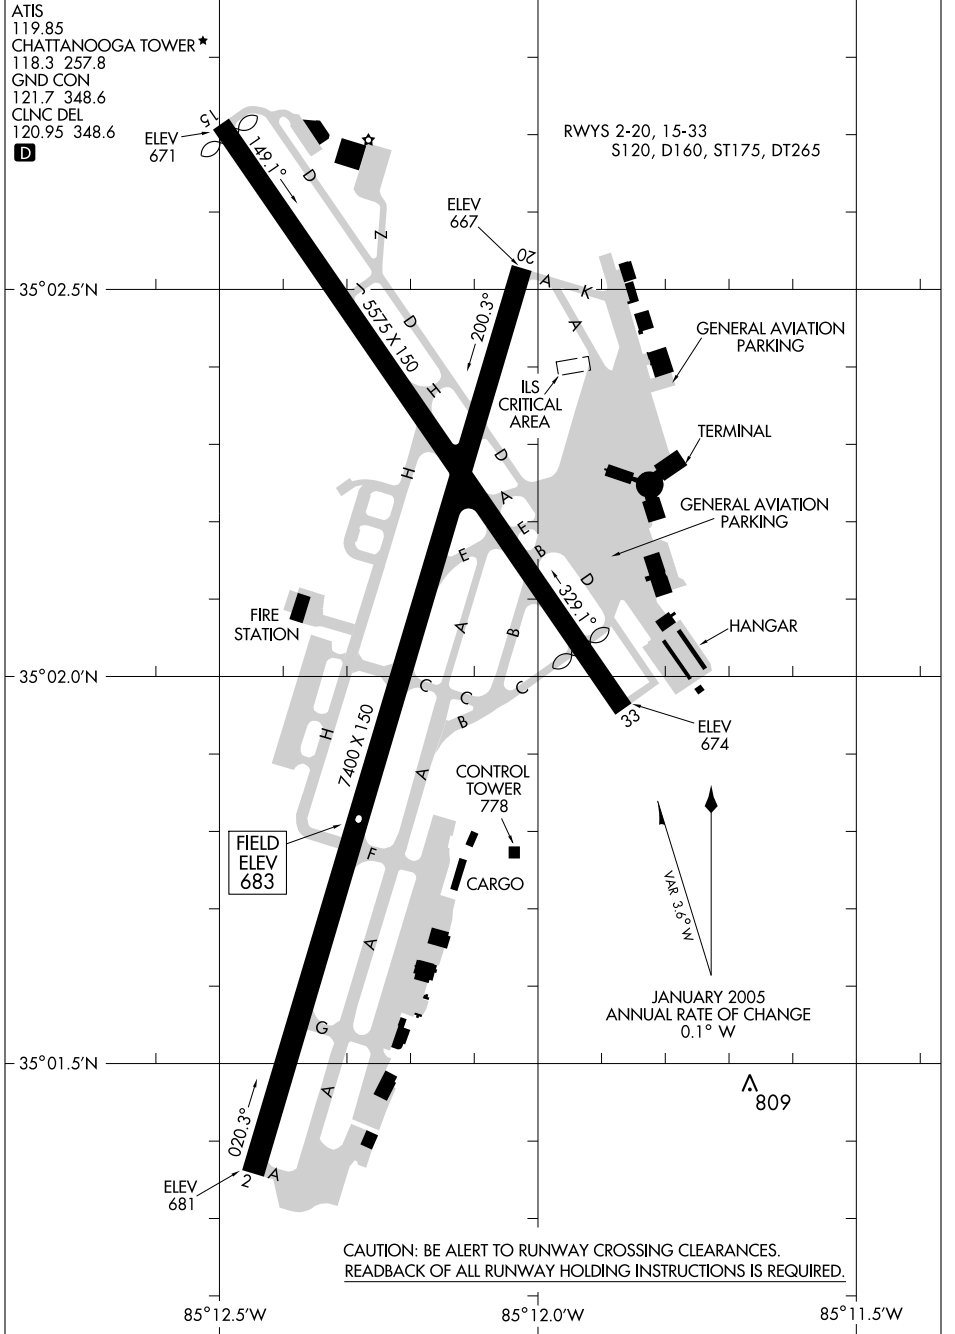 ATIS
119.85
CHATTANOOGA TOWER★
118.3 257.8
GND CON
121.7 348.6
CLNC DEL
120.95 348.6
D
RWYS 2-20, 15-33
S120, D160, ST175, DT265
15
ELEV
671
149.1°
D
Z
ELEV
667
20
A
K
A
200.3°
35°02.5'N
J
5575 X 150
D
H
GENERAL AVIATION
PARKING
ILS
CRITICAL
AREA
TERMINAL
H
D
A
E
B
D
E
GENERAL AVIATION
PARKING
329.1°
FIRE
STATION
A
B
HANGAR
35°02.0'N
C
C
C
B
33
ELEV
674
H
7400 X 150
A
CONTROL
TOWER
778
FIELD
ELEV
683
F
CARGO
VAR 3.6° W
A
JANUARY 2005
ANNUAL RATE OF CHANGE
0.1° W
G
35°01.5'N
A
809
020.3°
2
A
ELEV
681
CAUTION: BE ALERT TO RUNWAY CROSSING CLEARANCES.
READBACK OF ALL RUNWAY HOLDING INSTRUCTIONS IS REQUIRED.
85°12.5'W
85°12.0'W
85°11.5'W